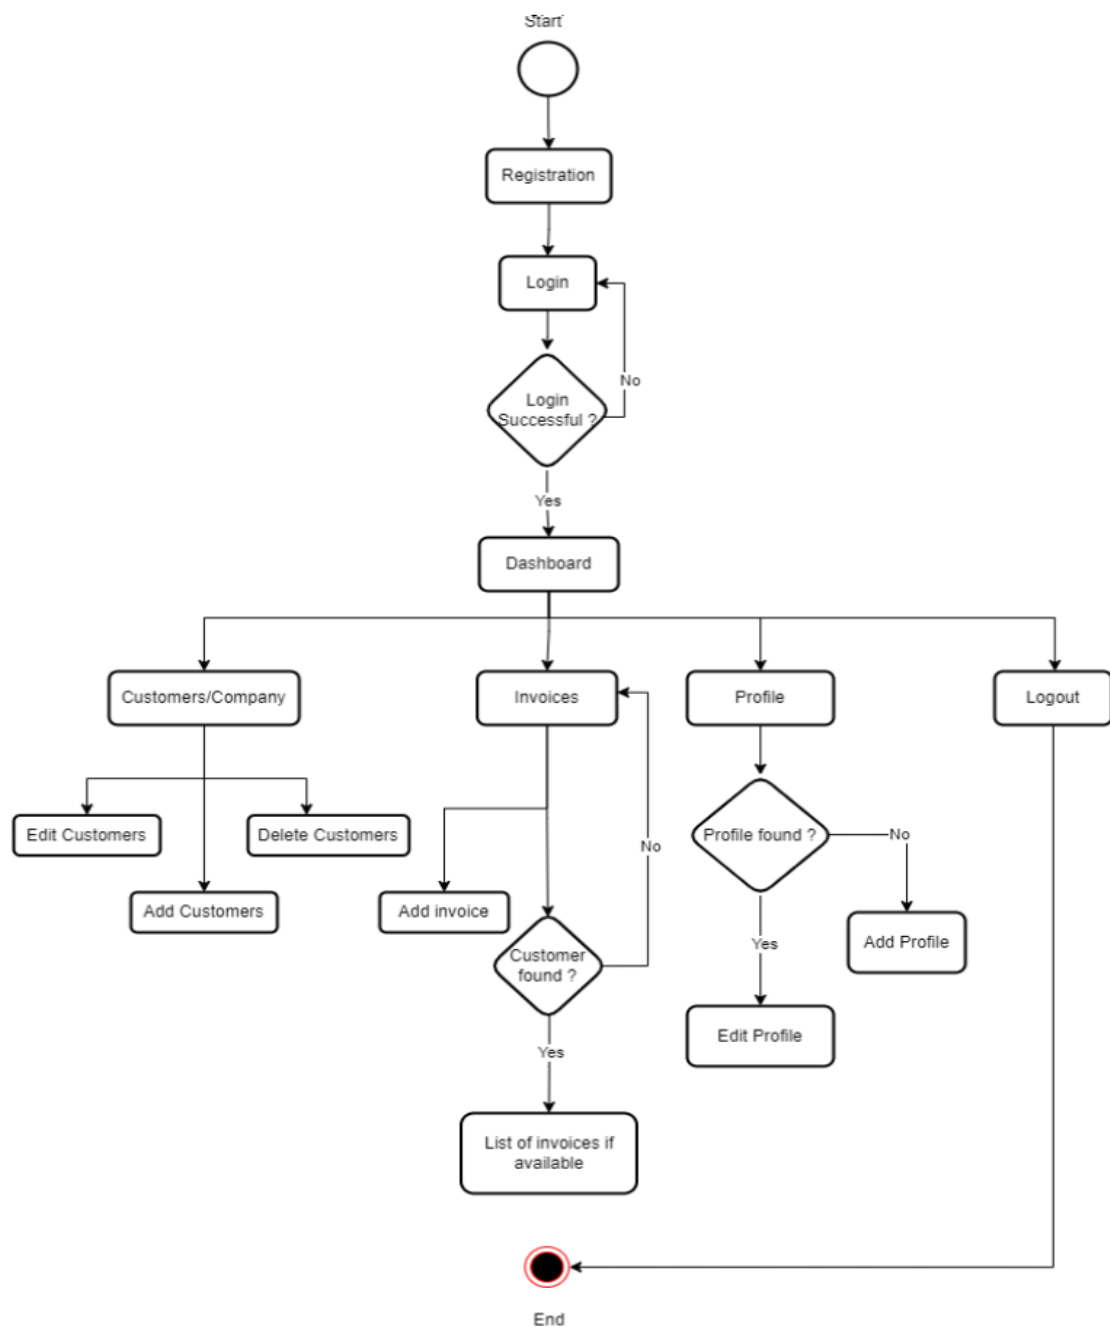 Start
Registration
Login
No
Login
Successful ?
Yes
Dashboard
Customers/Company
Invoices
Profile
Logout
Edit Customers
Delete Customers
Profile found ?
No
No
Add Customers
Add invoice
Yes
Add Profile
Customer
found ?
Edit Profile
Yes
List of invoices if
available
End